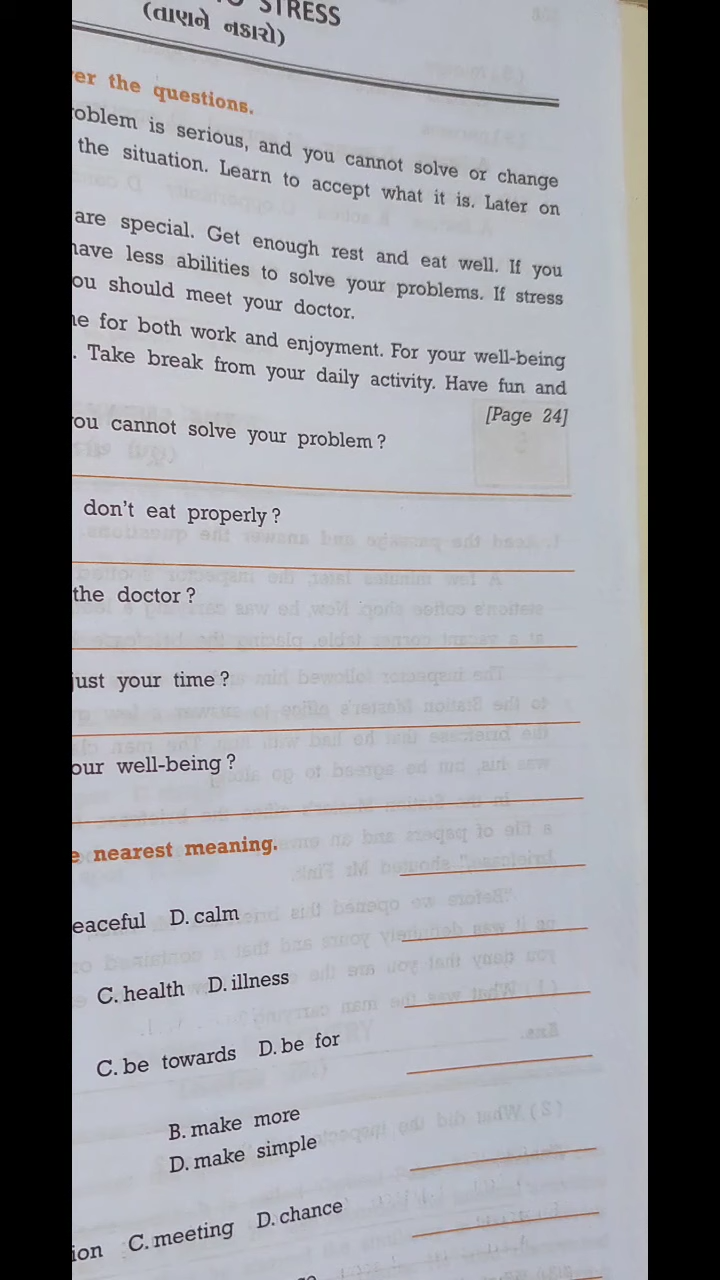 STRESS
(તાણને નકારો)
er the questions.
oblem is serious, and you cannot solve or change
the situation. Learn to accept what it is. Later on
are special. Get enough rest and eat well. If you
have less abilities to solve your problems. If stress
ou should meet your doctor.
e for both work and enjoyment. For your well-being
. Take break from your daily activity. Have fun and
[Page 24]
ou cannot solve your problem?
don't eat properly?
the doctor?
just your time?
our well-being?
e nearest meaning.
eaceful D. calm
C. health D. illness
C. be towards D. be for
B. make more
D. make simple
ion C. meeting D. chance